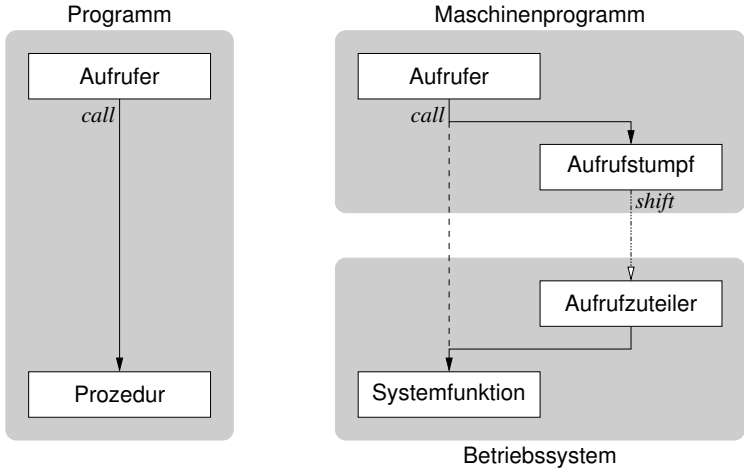 Programm
Aufrufer
call
Prozedur
Maschinenprogramm
Aufrufer
call
Aufrufstumpf
shift
Aufrufzuteiler
Systemfunktion
Betriebssystem